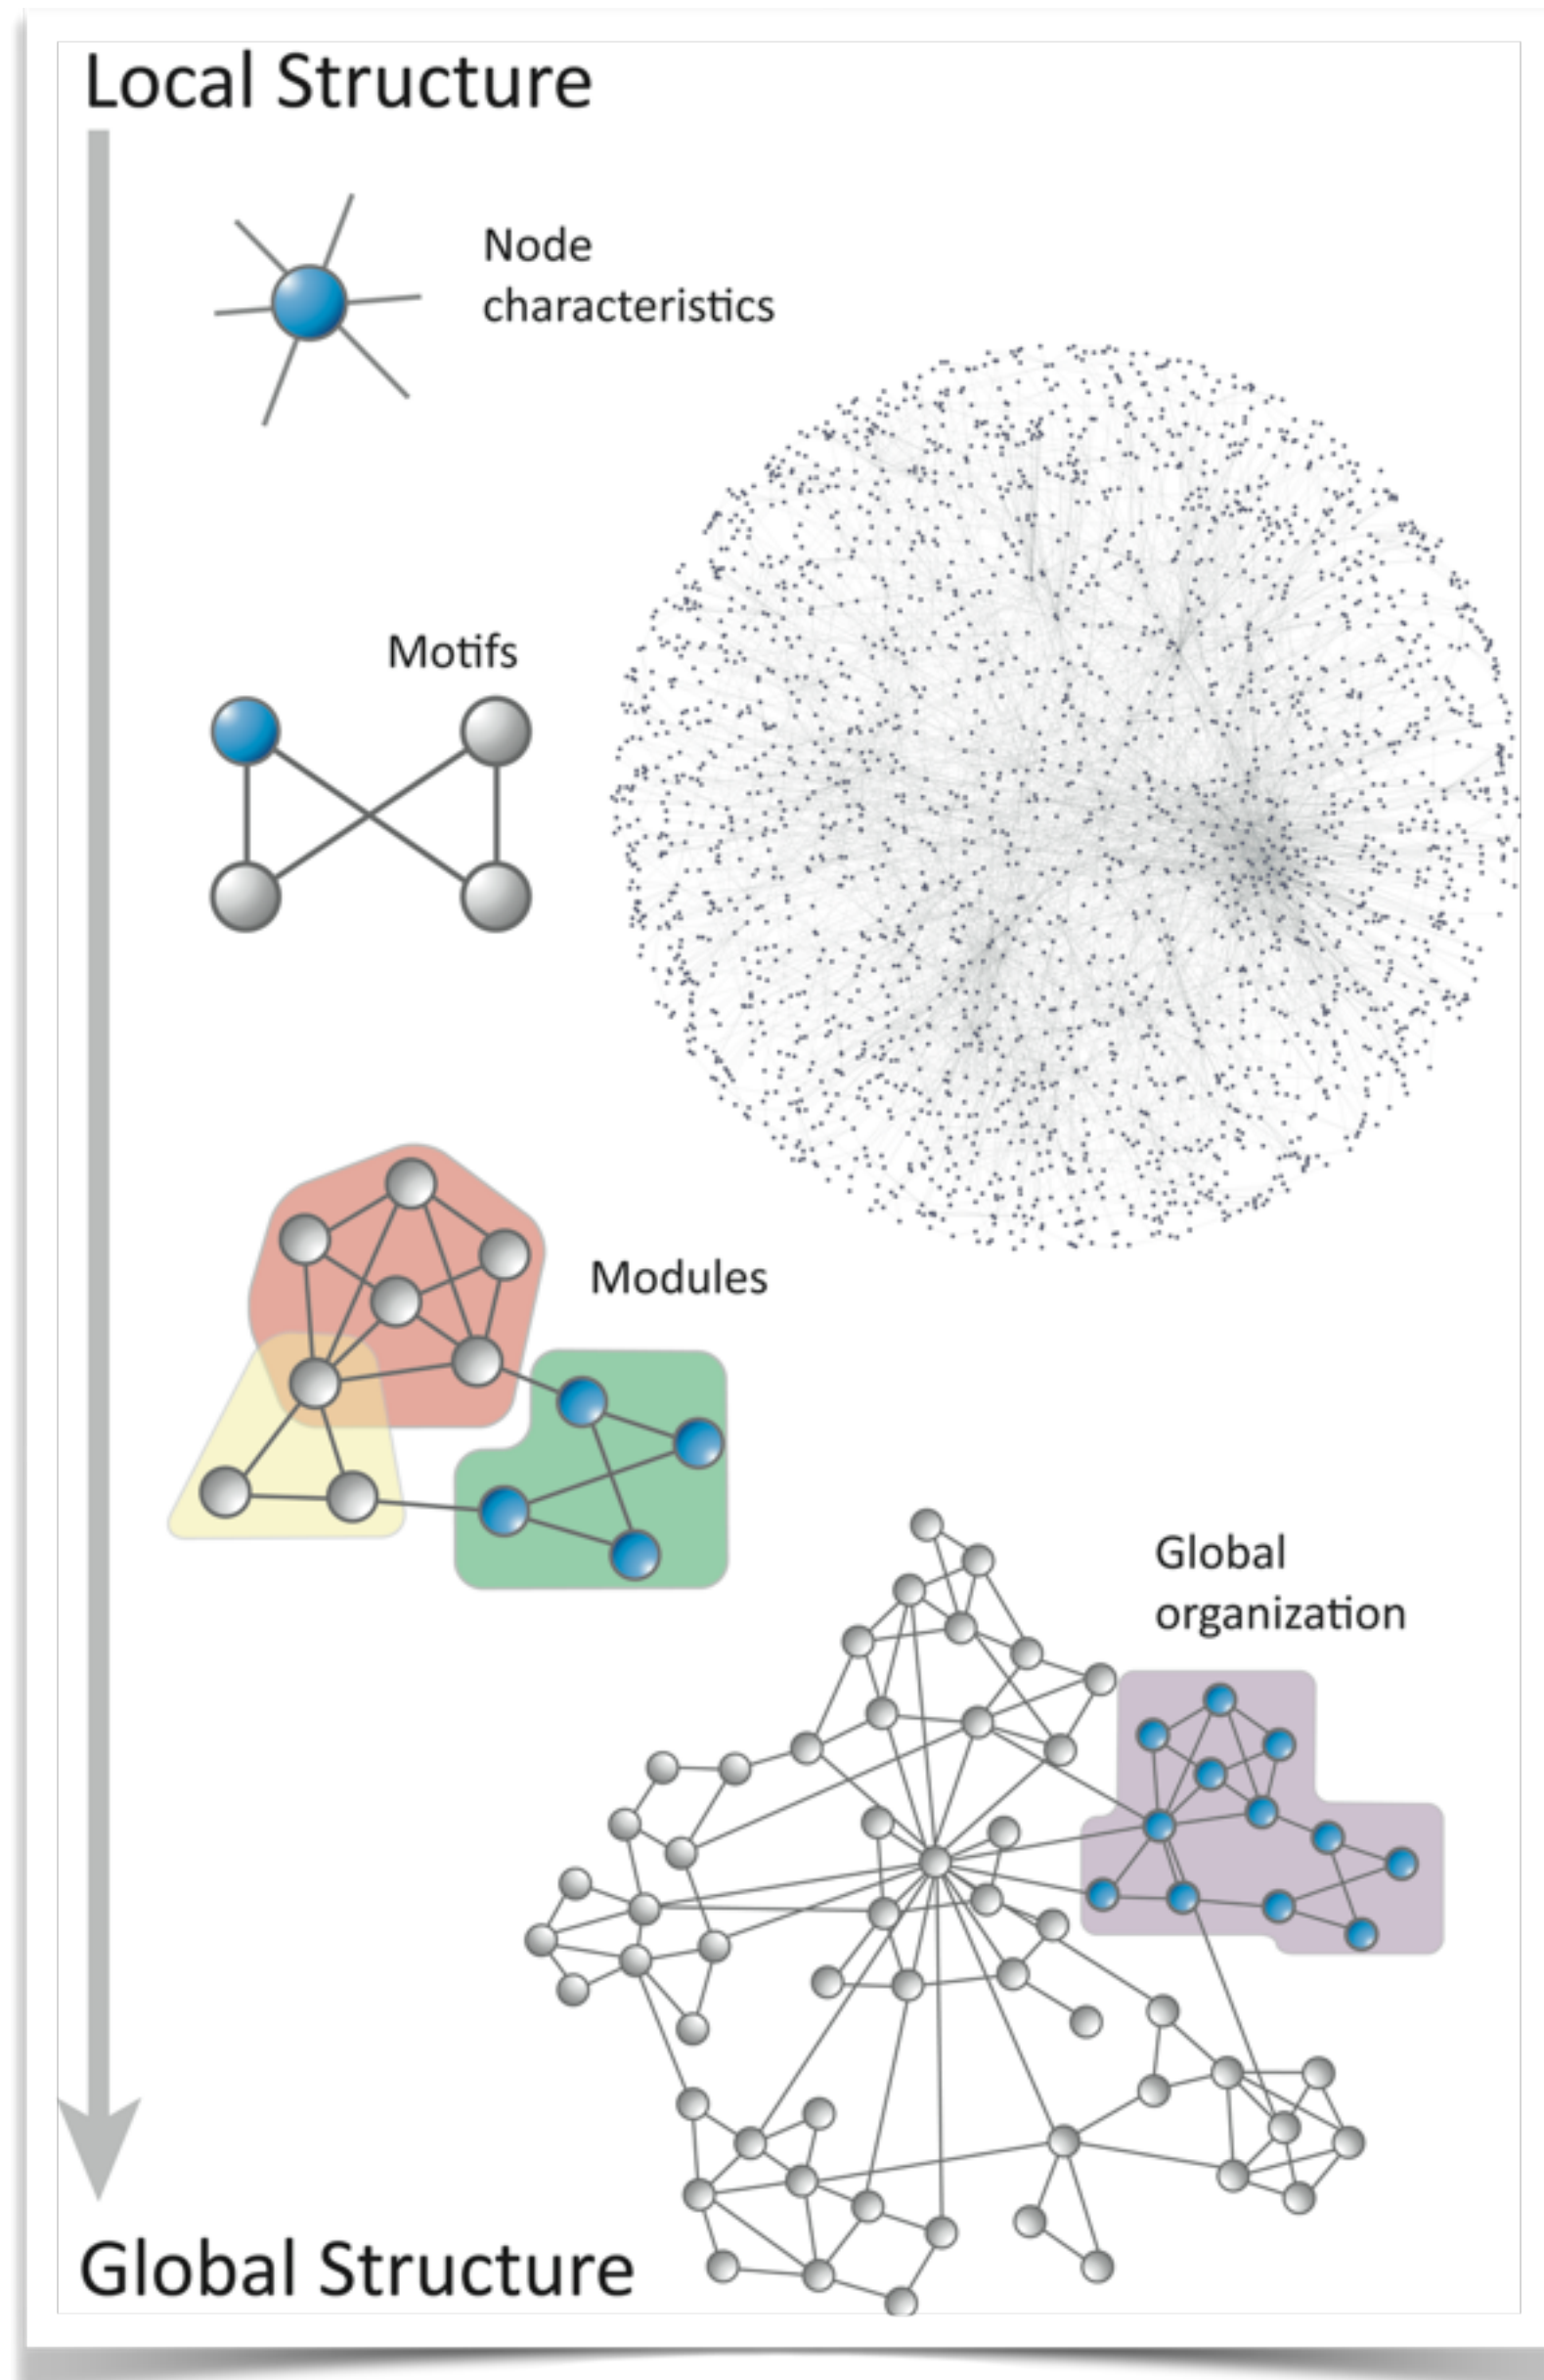 Local Structure
Node
characteristics
Motifs
Modules
Global
organization
Global Structure